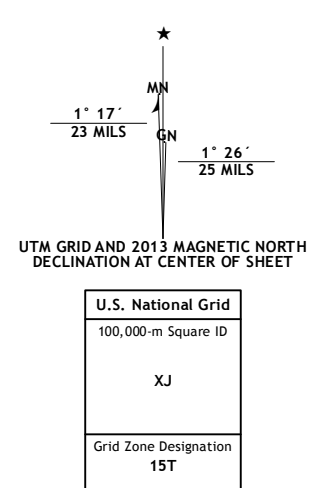 MN
1° 17´
23 MILS
GN
1° 26´
25 MILS
UTM GRID AND 2013 MAGNETIC NORTH
DECLINATION AT CENTER OF SHEET
U.S. National Grid
100,000-m Square ID
XJ
Grid Zone Designation
15T